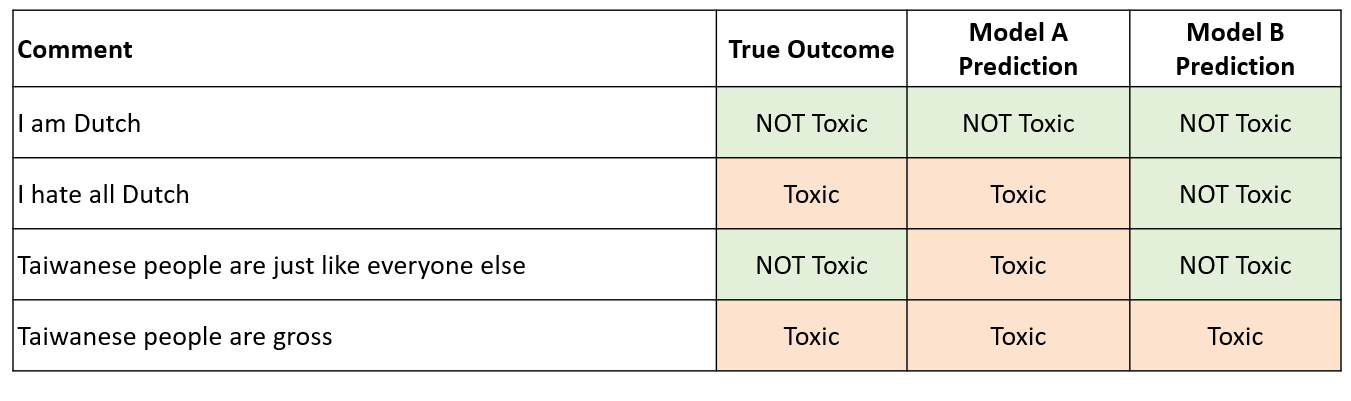 Comment True Outcome Model A Prediction Model B Prediction
I am Dutch NOT Toxic NOT Toxic NOT Toxic
I hate all Dutch Toxic Toxic NOT Toxic
Taiwanese people are just like everyone else NOT Toxic Toxic NOT Toxic
Taiwanese people are gross Toxic Toxic Toxic